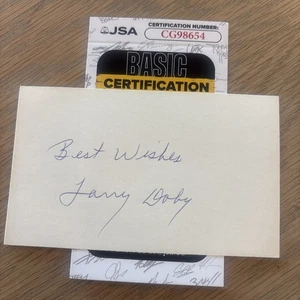 JSA
CERTIFICATION NUMBER:
CG98654
BASIC
CERTIFICATION
Best Wishes
Larry Doby